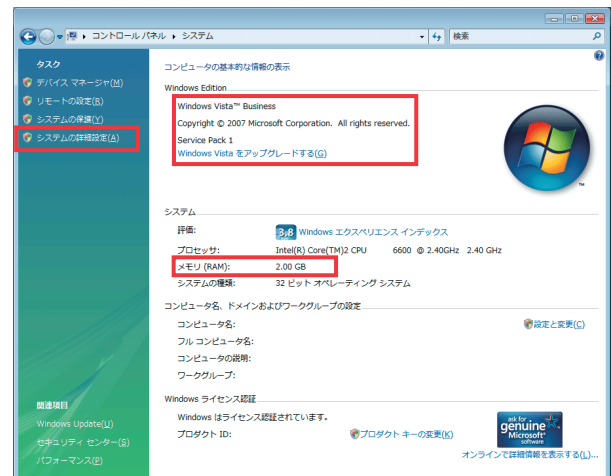 コントロール パネル ▸ システム
検索
タスク
デバイス マネージャ(M)
リモートの設定(R)
システムの保護(Y)
システムの詳細設定(A)
コンピュータの基本的な情報の表示
Windows Edition
Windows Vista™ Business
Copyright © 2007 Microsoft Corporation. All rights reserved.
Service Pack 1
Windows Vista をアップグレードする(G)
TM
システム
評価:
3.8 Windows エクスペリエンス インデックス
プロセッサ: Intel(R) Core(TM)2 CPU 6600 @ 2.40GHz 2.40 GHz
メモリ (RAM): 2.00 GB
システムの種類: 32 ビット オペレーティング システム
コンピュータ名、ドメインおよびワークグループの設定
コンピュータ名:
設定と変更(C)
フル コンピュータ名:
コンピュータの説明:
ワークグループ:
Windows ライセンス認証
Windows はライセンス認証されています。
プロダクト ID:
プロダクト キーの変更(K)
ask for
genuine
Microsoft
software
オンラインで詳細情報を表示する(L)...
関連項目
Windows Update(U)
セキュリティ センター(S)
パフォーマンス(P)